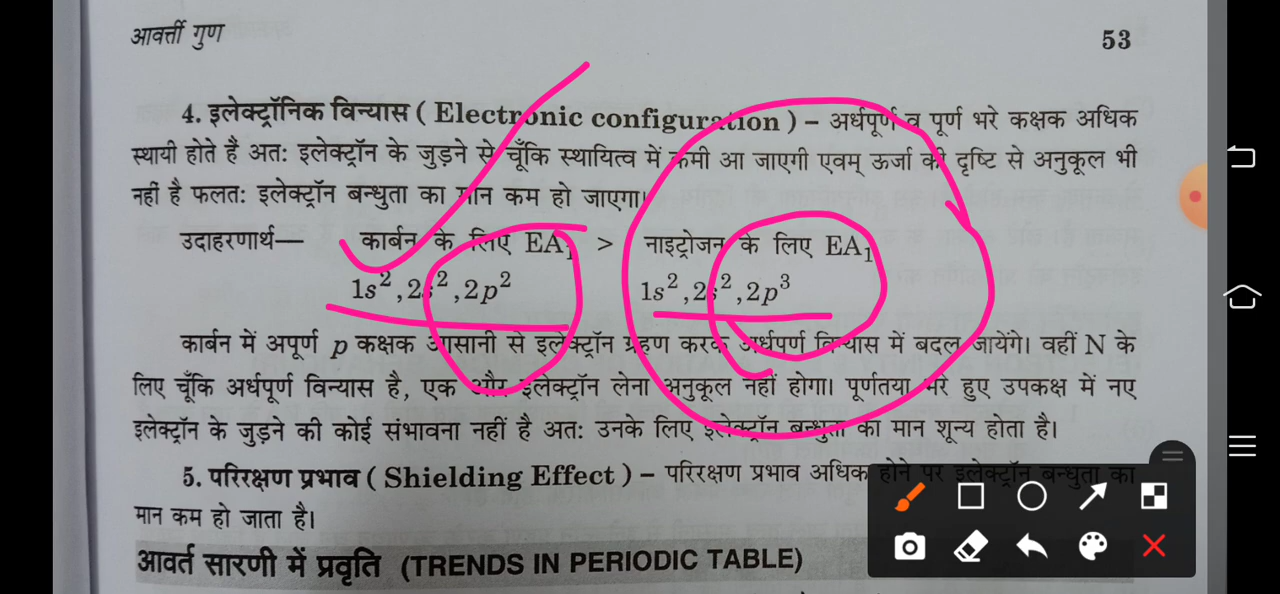 आवर्त्ती गुण 53
4. इलेक्ट्रॉनिक विन्यास ( Electronic configuration ) – अर्धपूर्ण व पूर्ण भरे कक्षक अधिक
स्थायी होते हैं अतः इलेक्ट्रॉन के जुड़ने से चूँकि स्थायित्व में कमी आ जाएगी एवम् ऊर्जा की दृष्टि से अनुकूल भी
नहीं है फलतः इलेक्ट्रॉन बन्धुता का मान कम हो जाएगा।
उदाहरणार्थ— कार्बन के लिए EA₁ > नाइट्रोजन के लिए EA₁
1s², 2s², 2p² 1s², 2s², 2p³
कार्बन में अपूर्ण p कक्षक आसानी से इलेक्ट्रॉन ग्रहण करके अर्धपूर्ण विन्यास में बदल जायेंगे। वहीं N के
लिए चूँकि अर्धपूर्ण विन्यास है, एक और इलेक्ट्रॉन लेना अनुकूल नहीं होगा। पूर्णतया भरे हुए उपकक्ष में नए
इलेक्ट्रॉन के जुड़ने की कोई संभावना नहीं है अतः उनके लिए इलेक्ट्रॉन बन्धुता का मान शून्य होता है।
5. परिरक्षण प्रभाव ( Shielding Effect ) – परिरक्षण प्रभाव अधिक होने पर इलेक्ट्रॉन बन्धुता का
मान कम हो जाता है।
आवर्त सारणी में प्रवृति (TRENDS IN PERIODIC TABLE)